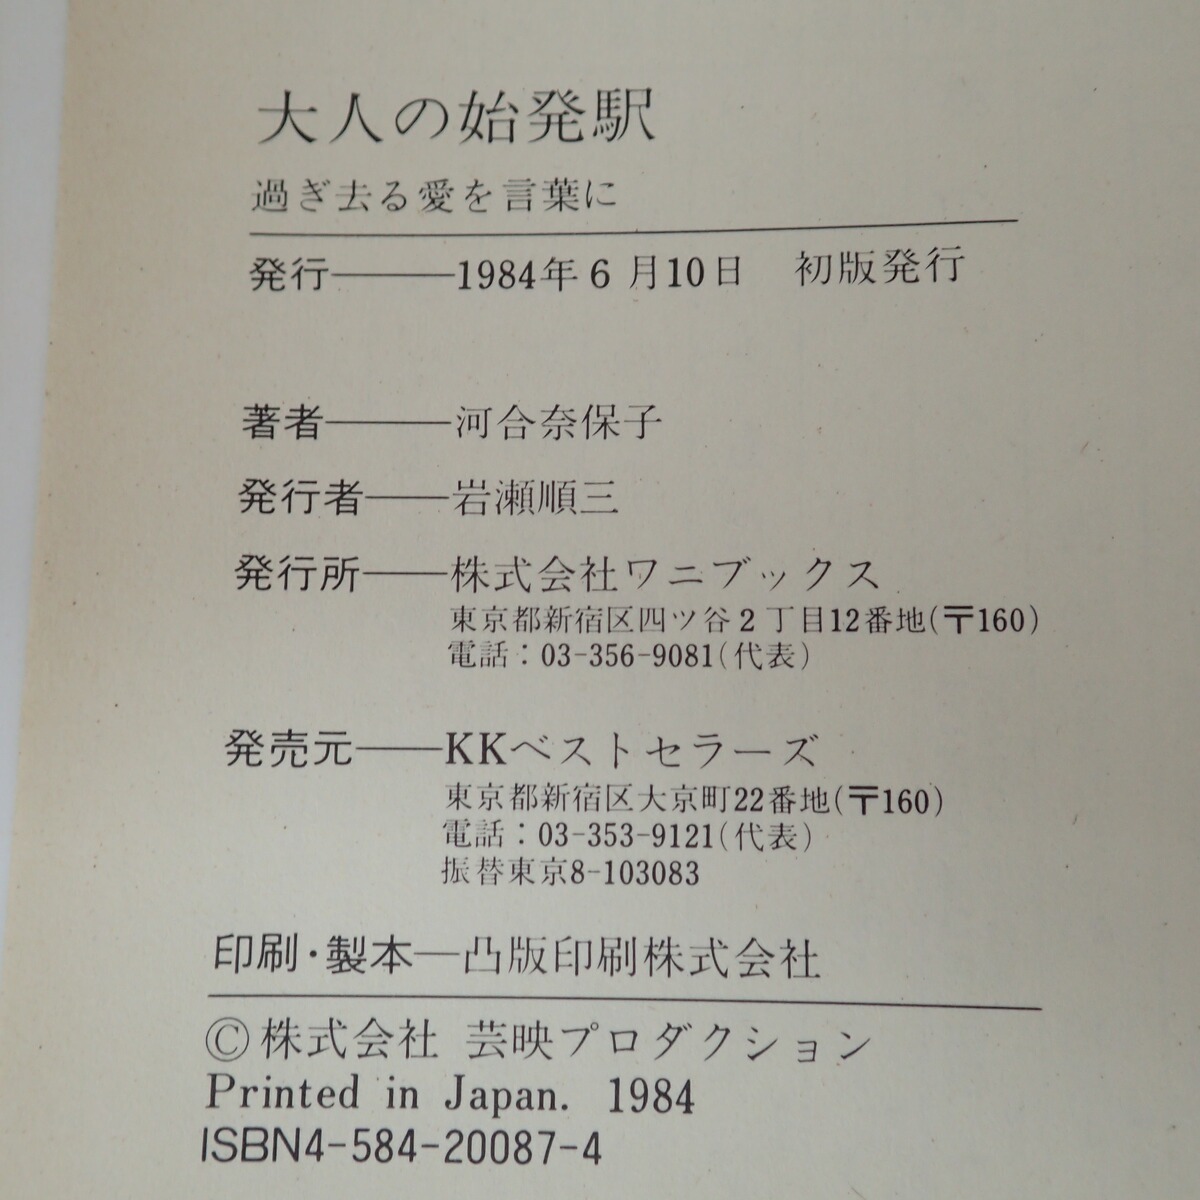 大人の始発駅
過ぎ去る愛を言葉に
発行―――1984年6月10日　初版発行
著者―――河合奈保子
発行者――岩瀬順三
発行所――株式会社ワニブックス
東京都新宿区四ツ谷2丁目12番地(〒160)
電話：03-356-9081(代表)
発売元――KKベストセラーズ
東京都新宿区大京町22番地(〒160)
電話：03-353-9121(代表)
振替東京8-103083
印刷・製本―凸版印刷株式会社
©株式会社 芸映プロダクション
Printed in Japan. 1984
ISBN4-584-20087-4